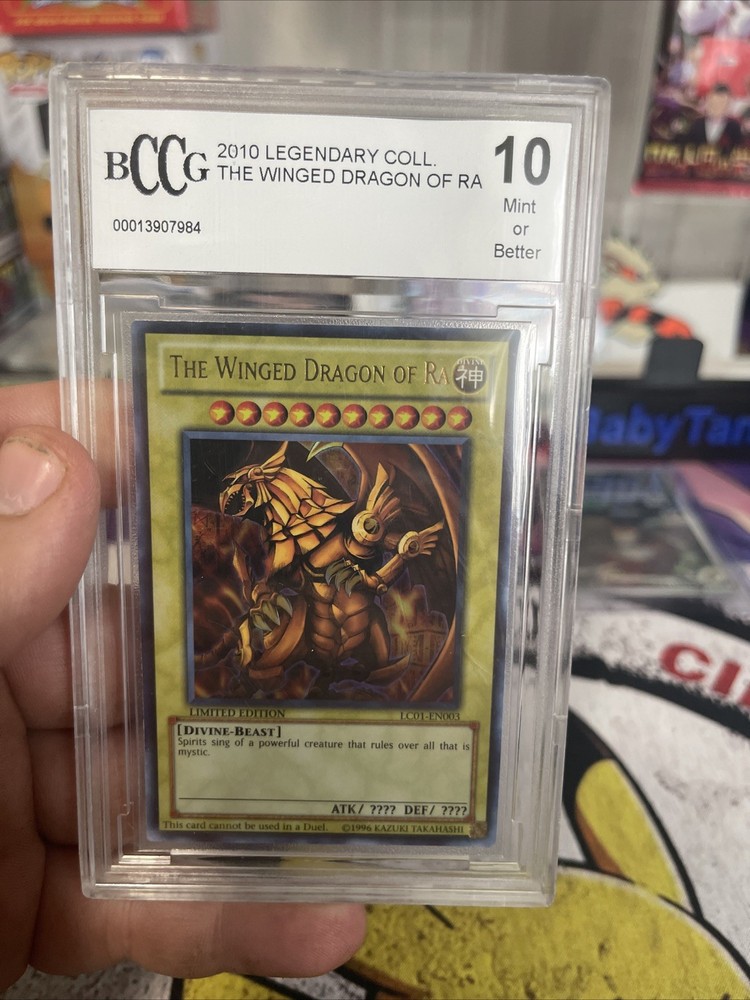 BCCG
2010 LEGENDARY COLL.
THE WINGED DRAGON OF RA
10
Mint
or
Better
00013907984
THE WINGED DRAGON OF RA
DIVINE
神
LIMITED EDITION
LC01-EN003
[DIVINE-BEAST]
Spirits sing of a powerful creature that rules over all that is
mystic.
ATK/ ???? DEF/ ????
This card cannot be used in a Duel. ©1996 KAZUKI TAKAHASHI